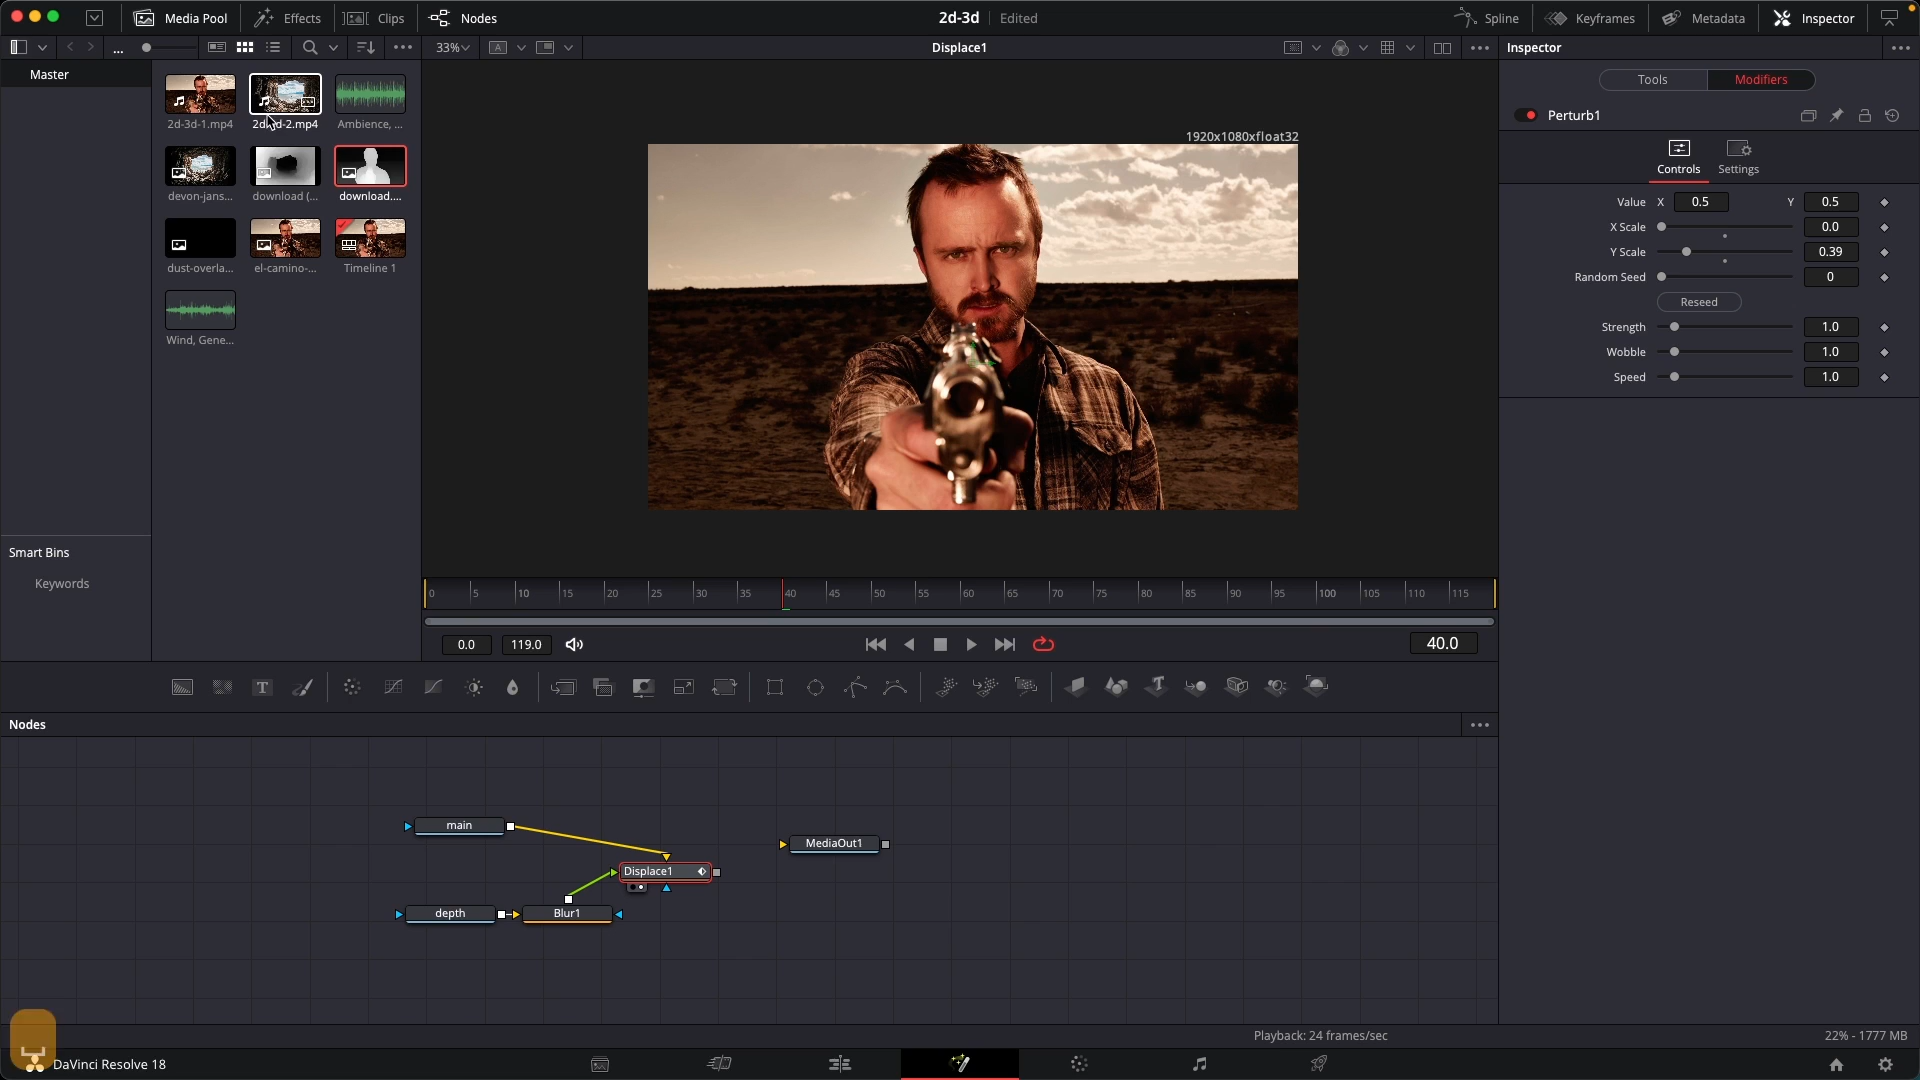 Media Pool
Effects
Clips
Nodes
2d-3d
Edited
Spline
Keyframes
Metadata
Inspector
...
33%
A
Displace1
Inspector
Master
2d-3d-1.mp4
Ambience, ...
devon-jans...
download (...
download....
dust-overla...
el-camino-...
Timeline 1
Wind, Gene...
Smart Bins
Keywords
1920x1080xfloat32
Tools
Modifiers
Perturb1
Controls
Settings
Value X 0.5 Y 0.5
X Scale 0.0
Y Scale 0.39
Random Seed 0
Reseed
Strength 1.0
Wobble 1.0
Speed 1.0
0 5 10 15 20 25 30 35 40 45 50 55 60 65 70 75 80 85 90 95 100 105 110 115
0.0 119.0 40.0
T
T
Nodes
main
MediaOut1
Displace1
depth
Blur1
Playback: 24 frames/sec
22% - 1777 MB
DaVinci Resolve 18